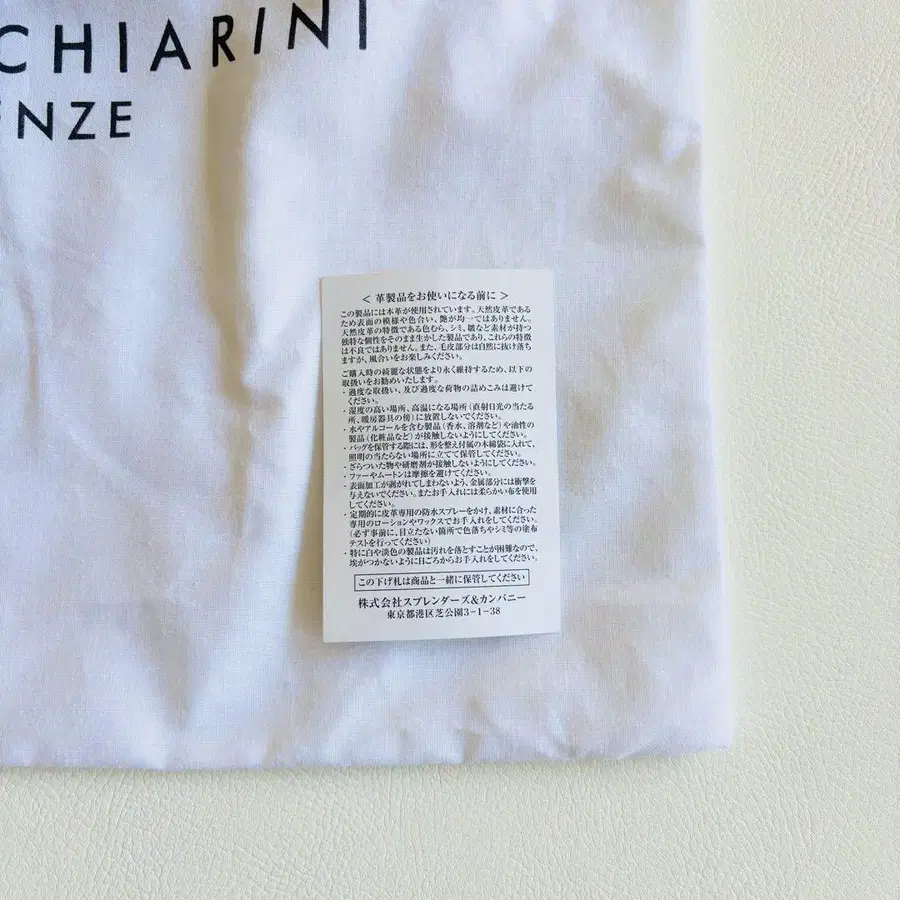 CHIARINI
NZE
< 革製品をお使いになる前に >
この製品には本革が使用されています。天然皮革である
ため表面の模様や色合い、艶が均一ではありません。
天然皮革の特徴である色むら、シミ、皺など素材が持つ
独特な個性をそのまま生かした製品であり、これらの特徴
は不良ではありません。また、毛皮部分は自然に抜け落ち
ますが、風合いをお楽しみください。
ご購入時の綺麗な状態をより永く維持するため、以下の
取扱いをお勧めいたします。
・過度な取扱い、及び過度な荷物の詰めこみは避けて
ください。
・湿度の高い場所、高温になる場所(直射日光の当たる
所、暖房器具の傍)に放置しないでください。
・水やアルコールを含む製品(香水、溶剤など)や油性の
製品(化粧品など)が接触しないようにしてください。
・バッグを保管する際には、形を整え付属の木綿袋に入れて、
照明の当たらない場所に立てて保管してください。
・ざらついた物や研磨剤が接触しないようにしてください。
・ファーやムートンは摩擦を避けてください。
・表面加工が剥がれてしまわないよう、金属部分には衝撃を
与えないでください。またお手入れには柔らかい布を使用
してください。
・定期的に皮革専用の防水スプレーをかけ、素材に合った
専用のローションやワックスでお手入れをしてください。
(必ず事前に、目立たない箇所で色落ちやシミ等の塗布
テストを行ってください)
・特に白や淡色の製品は汚れを落とすことが困難なので、
埃がつかないように日ごろからお手入れをしてください。
この下げ札は商品と一緒に保管してください
株式会社スプレンダーズ&カンパニー
東京都港区芝公園3-1-38